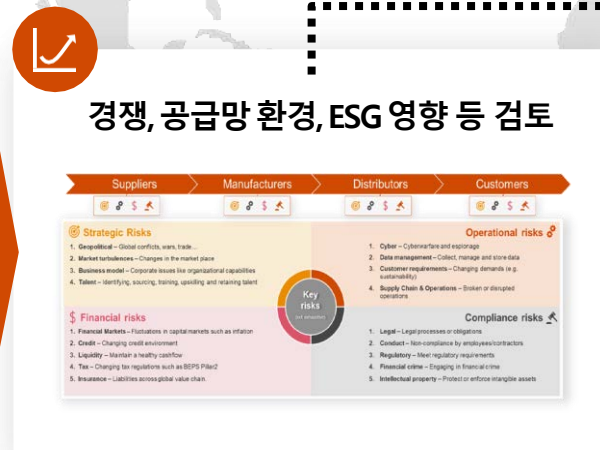 경쟁, 공급망 환경, ESG 영향 등 검토
Suppliers
Manufacturers
Distributors
Customers
Strategic Risks
1. Geopolitical – Global conflicts, wars, trade...
2. Market turbulences – Changes in the market place
3. Business model – Corporate issues like organizational capabilities
4. Talent – Identifying, sourcing, training, upskilling and retaining talent
Operational risks
1. Cyber – Cyberwarfare and espionage
2. Data management – Collect, manage and store data
3. Customer requirements – Changing demands (e.g.
sustainability)
4. Supply Chain & Operations – Broken or disrupted
operations
Key
risks
Financial risks
1. Financial Markets – Fluctuations in capital markets such as inflation
2. Credit – Changing credit environment
3. Liquidity – Maintain a healthy cashflow
4. Tax – Changing tax regulations such as BEPS Pillar2
5. Insurance – Liabilities across global value chain.
Compliance risks
1. Legal – Legal processes or obligations
2. Conduct – Non-compliance by employees/contractors
3. Regulatory – Meet regulatory requirements
4. Financial crime – Engaging in financial crime
5. Intellectual property – Protect or enforce intangible assets